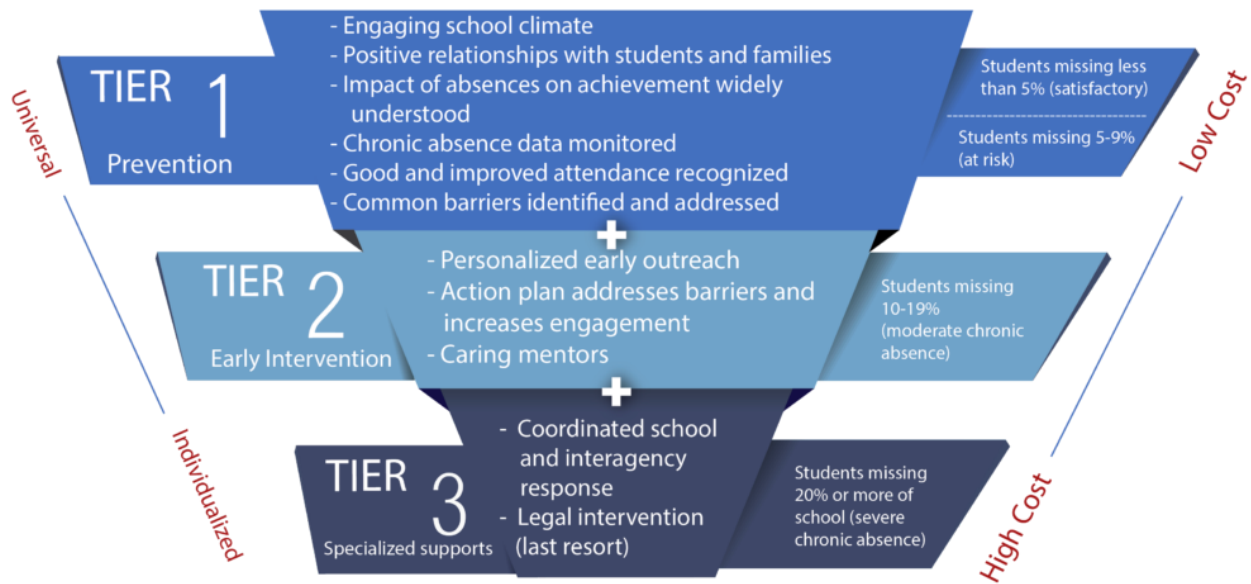 - Engaging school climate
- Positive relationships with students and families
- Impact of absences on achievement widely
understood
- Chronic absence data monitored
- Good and improved attendance recognized
- Common barriers identified and addressed
TIER 1
Prevention
Students missing less
than 5% (satisfactory)
Students missing 5-9%
(at risk)
Universal
Low Cost
+
TIER 2
Early Intervention
- Personalized early outreach
- Action plan addresses barriers and
increases engagement
- Caring mentors
Students missing
10-19%
(moderate chronic
absence)
+
TIER 3
Specialized supports
- Coordinated school
and interagency
response
- Legal intervention
(last resort)
Students missing
20% or more of
school (severe
chronic absence)
Individualized
High Cost